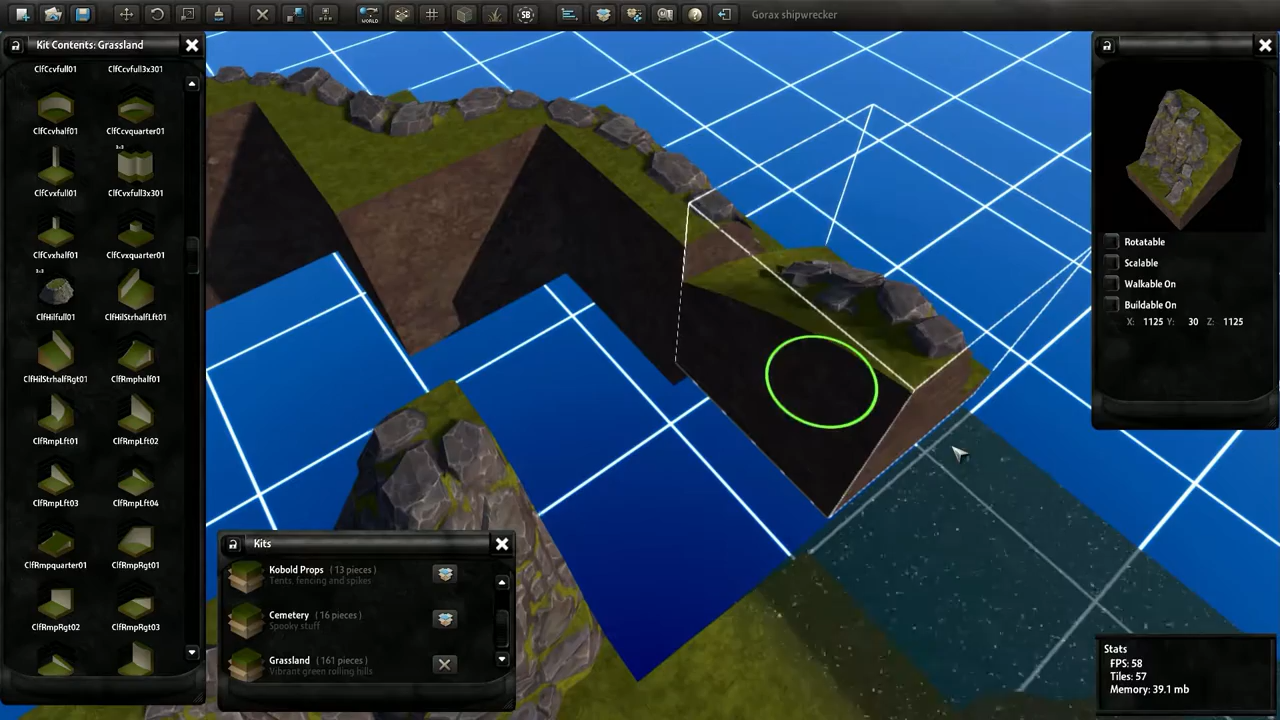 WORLD
SB
Gorax shipwrecker
Kit Contents: Grassland
ClfCcvfull01
ClfCcvfull3x301
ClfCcvhalf01
ClfCcvquarter01
ClfCvxfull01
ClfCvxfull3x301
ClfCvxhalf01
ClfCvxquarter01
ClfHilfull01
ClfHilStrhalfLft01
ClfHilStrhalfRgt01
ClfRmphalf01
ClfRmpLft01
ClfRmpLft02
ClfRmpLft03
ClfRmpLft04
ClfRmpquarter01
ClfRmpRgt01
ClfRmpRgt02
ClfRmpRgt03
Kits
Kobold Props (13 pieces)
Tents, fencing and spikes
Cemetery (16 pieces)
Spooky stuff
Grassland (161 pieces)
Vibrant green rolling hills
Rotatable
Scalable
Walkable On
Buildable On
X: 1125 Y: 30 Z: 1125
Stats
FPS: 58
Tiles: 57
Memory: 39.1 mb